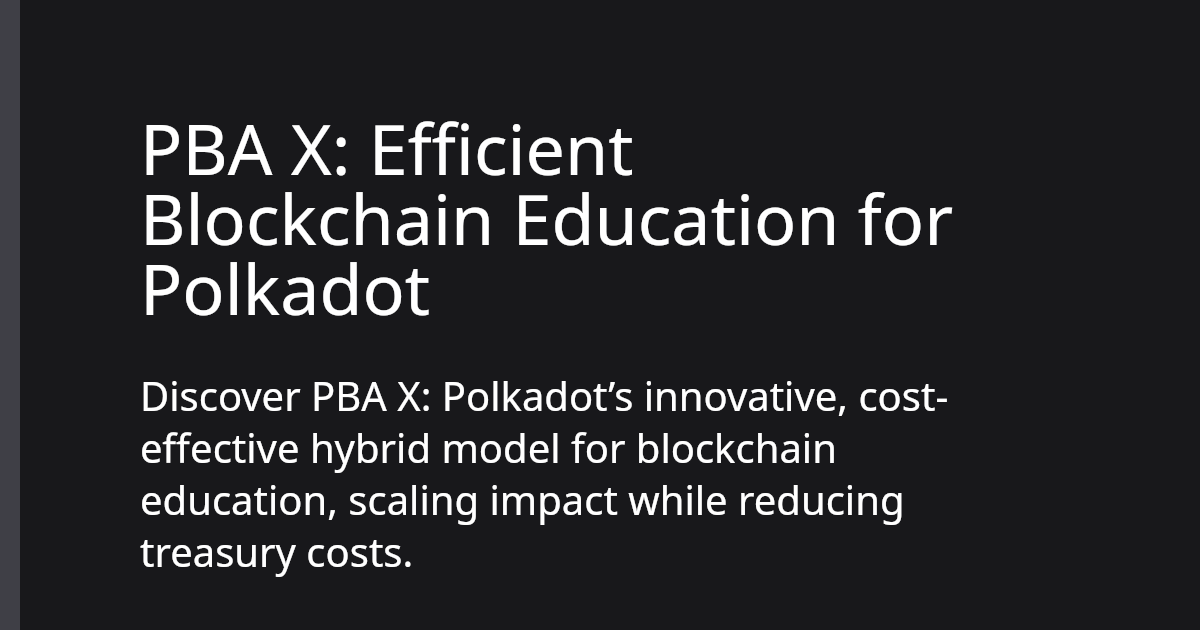 PBA X: Efficient
Blockchain Education for
Polkadot
Discover PBA X: Polkadot’s innovative, cost-
effective hybrid model for blockchain
education, scaling impact while reducing
treasury costs.